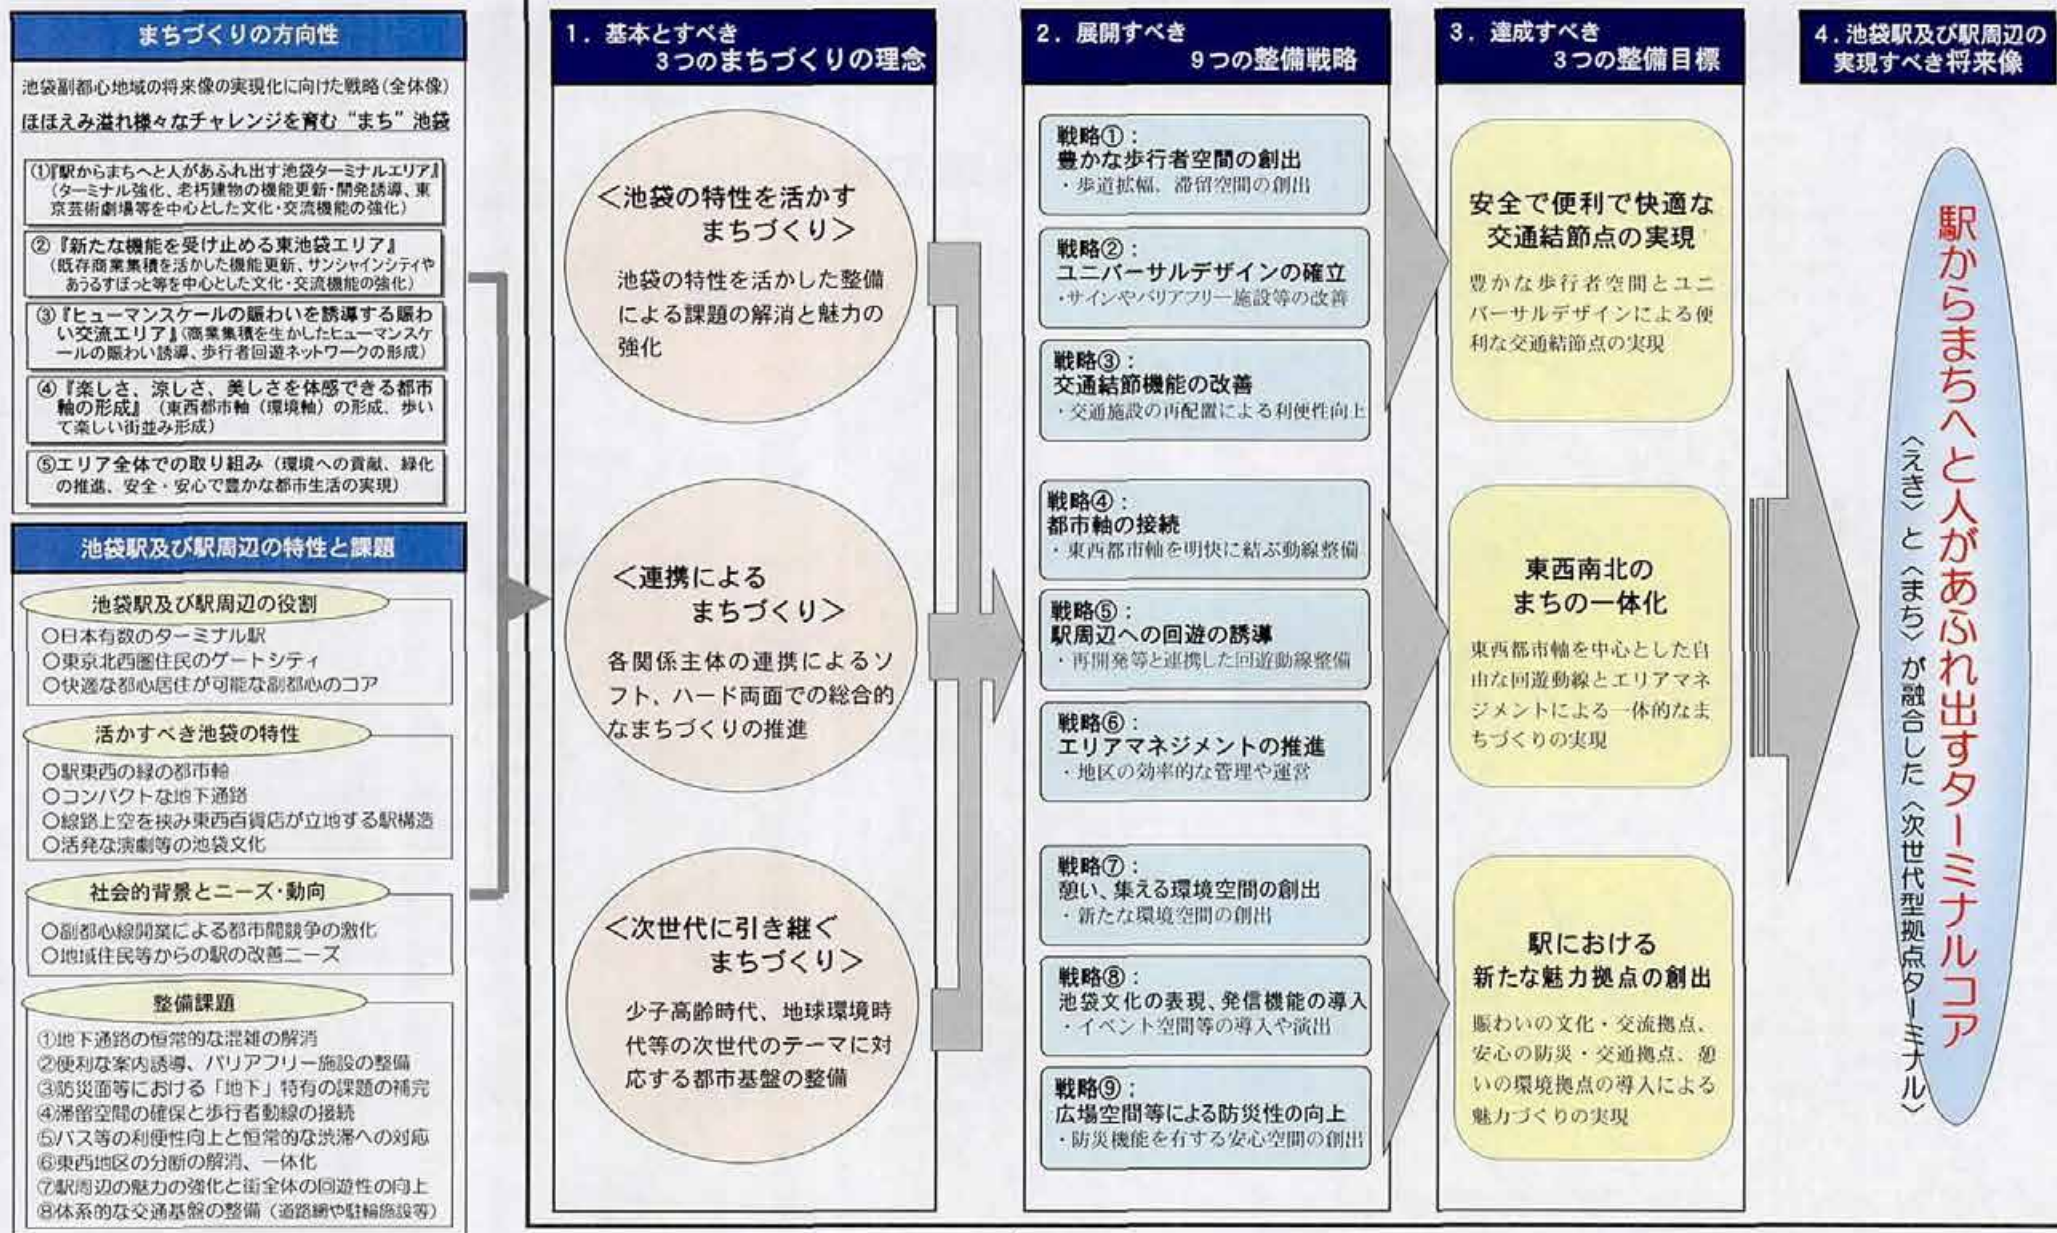 まちづくりの方向性
池袋副都心地域の将来像の実現化に向けた戦略(全体像)
ほほえみ溢れ様々なチャレンジを育む“まち”池袋
①『駅からまちへと人があふれ出す池袋ターミナルエリア』
(ターミナル強化、老朽建物の機能更新・開発誘導、東
京芸術劇場等を中心とした文化・交流機能の強化)
②『新たな機能を受け止める東池袋エリア』
(既存商業集積を活かした機能更新、サンシャインシティや
あうるすぽっと等を中心とした文化・交流機能の強化)
③『ヒューマンスケールの賑わいを誘導する賑わ
い交流エリア』(商業集積を生かしたヒューマンスケ
ールの賑わい誘導、歩行者回遊ネットワークの形成)
④『楽しさ、涼しさ、美しさを体感できる都市
軸の形成』(東西都市軸(環境軸)の形成、歩い
て楽しい街並み形成)
⑤エリア全体での取り組み(環境への貢献、緑化
の推進、安全・安心で豊かな都市生活の実現)
池袋駅及び駅周辺の特性と課題
池袋駅及び駅周辺の役割
○日本有数のターミナル駅
○東京北西圏住民のゲートシティ
○快適な都心居住が可能な副都心のコア
活かすべき池袋の特性
○駅東西の緑の都市軸
○コンパクトな地下通路
○線路上空を挟み東西百貨店が立地する駅構造
○活発な演劇等の池袋文化
社会的背景とニーズ・動向
○副都心線開業による都市間競争の激化
○地域住民等からの駅の改善ニーズ
整備課題
①地下通路の恒常的な混雑の解消
②便利な案内誘導、バリアフリー施設の整備
③防災面等における「地下」特有の課題の補完
④滞留空間の確保と歩行者動線の接続
⑤バス等の利便性向上と恒常的な渋滞への対応
⑥東西地区の分断の解消、一体化
⑦駅周辺の魅力の強化と街全体の回遊性の向上
⑧体系的な交通基盤の整備(道路網や駐輪施設等)
1.基本とすべき
3つのまちづくりの理念
<池袋の特性を活かす
まちづくり>
池袋の特性を活かした整備
による課題の解消と魅力の
強化
<連携による
まちづくり>
各関係主体の連携によるソ
フト、ハード両面での総合的
なまちづくりの推進
<次世代に引き継ぐ
まちづくり>
少子高齢時代、地球環境時
代等の次世代のテーマに対
応する都市基盤の整備
2.展開すべき
9つの整備戦略
戦略①:
豊かな歩行者空間の創出
・歩道拡幅、滞留空間の創出
戦略②:
ユニバーサルデザインの確立
・サインやバリアフリー施設等の改善
戦略③:
交通結節機能の改善
・交通施設の再配置による利便性向上
戦略④:
都市軸の接続
・東西都市軸を明快に結ぶ動線整備
戦略⑤:
駅周辺への回遊の誘導
・再開発等と連携した回遊動線整備
戦略⑥:
エリアマネジメントの推進
・地区の効率的な管理や運営
戦略⑦:
憩い、集える環境空間の創出
・新たな環境空間の創出
戦略⑧:
池袋文化の表現、発信機能の導入
・イベント空間等の導入や演出
戦略⑨:
広場空間等による防災性の向上
・防災機能を有する安心空間の創出
3.達成すべき
3つの整備目標
安全で便利で快適な
交通結節点の実現
豊かな歩行者空間とユニ
バーサルデザインによる便
利な交通結節点の実現
東西南北の
まちの一体化
東西都市軸を中心とした自
由な回遊動線とエリアマネ
ジメントによる一体的なま
ちづくりの実現
駅における
新たな魅力拠点の創出
賑わいの文化・交流拠点、
安心の防災・交通拠点、憩
いの環境拠点の導入による
魅力づくりの実現
4.池袋駅及び駅周辺の
実現すべき将来像
駅からまちへと人があふれ出すターミナルコア
〈えき〉と〈まち〉が融合した〈次世代型拠点ターミナル〉